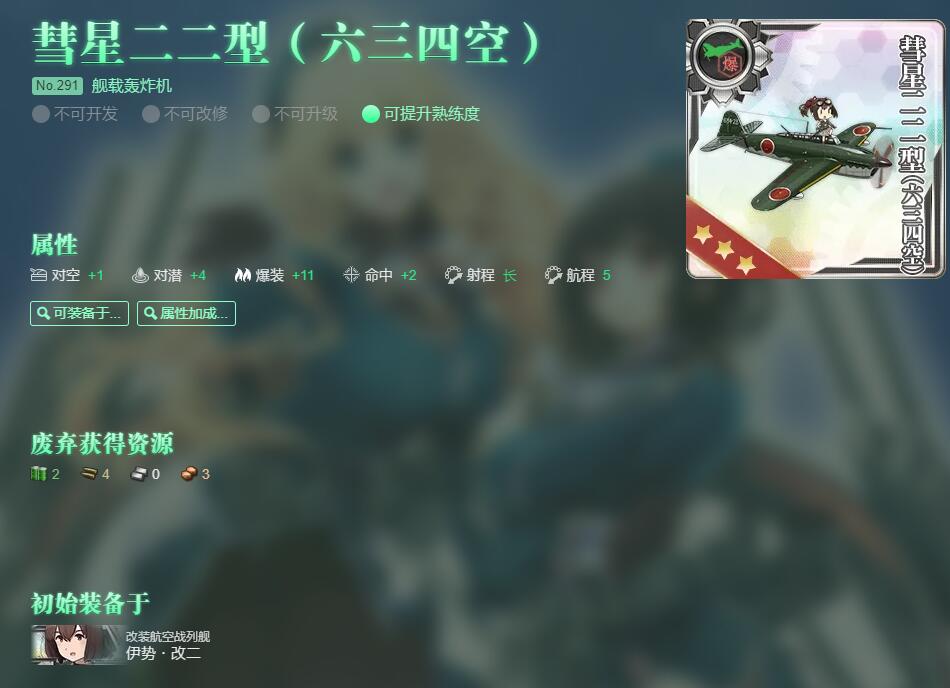 彗星二二型（六三四空）
No.291 舰载轰炸机
不可开发 不可改修 不可升级 可提升熟练度
爆
彗星二二型(六三四空)
属性
对空 +1 对潜 +4 爆装 +11 命中 +2 射程 长 航程 5
可装备于... 属性加成...
废弃获得资源
2 4 0 3
初始装备于
改装航空战列舰
伊势·改二